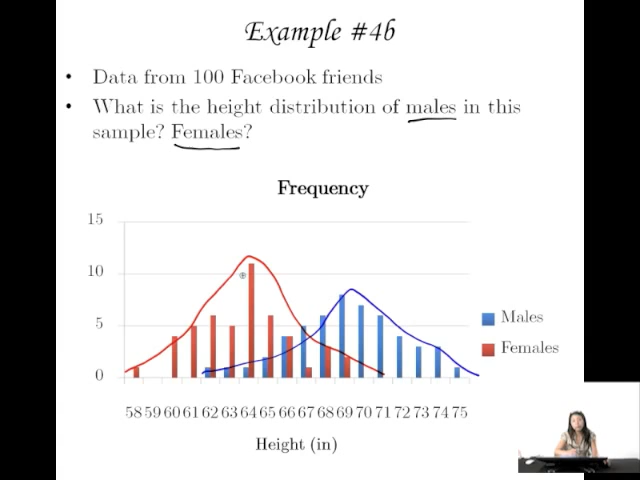 Example #4b
• Data from 100 Facebook friends
• What is the height distribution of males in this
sample? Females?
Frequency
15
10
5
0
58 59 60 61 62 63 64 65 66 67 68 69 70 71 72 73 74 75
Height (in)
Males
Females